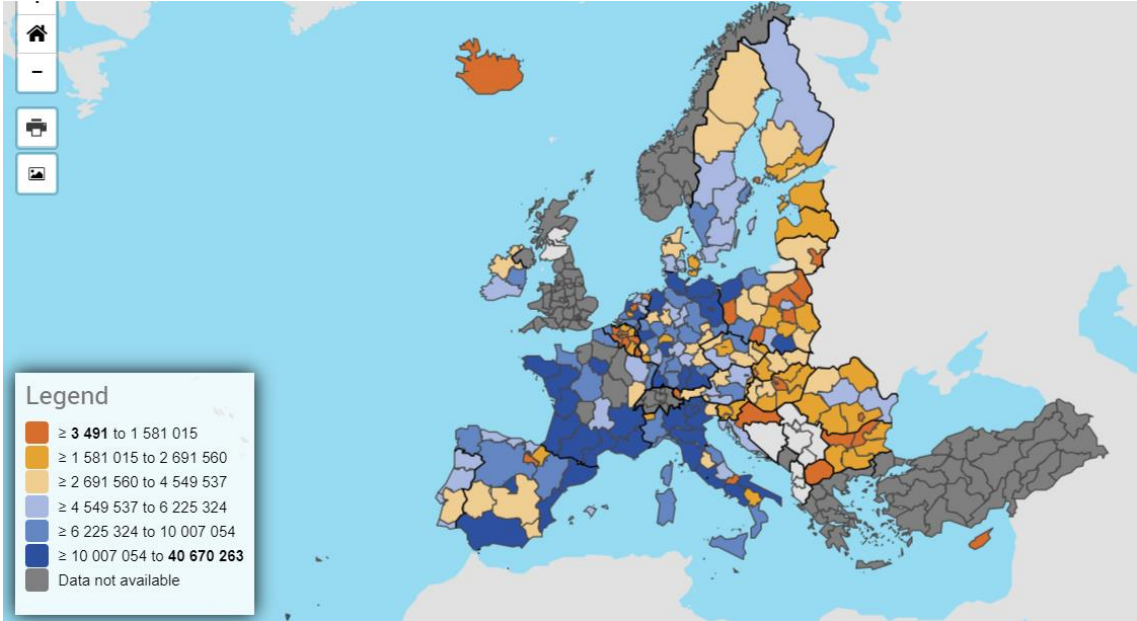 Legend
≥ 3 491 to 1 581 015
≥ 1 581 015 to 2 691 560
≥ 2 691 560 to 4 549 537
≥ 4 549 537 to 6 225 324
≥ 6 225 324 to 10 007 054
≥ 10 007 054 to 40 670 263
Data not available